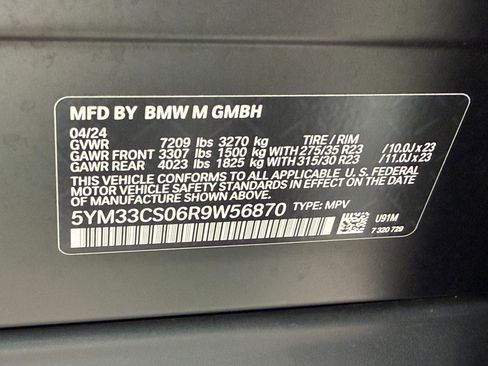 MFD BY BMW M GMBH
04/24
GVWR 7209 lbs 3270 kg TIRE / RIM
GAWR FRONT 3307 lbs 1500 kg WITH 275/35 R23 /10.0J x 23
GAWR REAR 4023 lbs 1825 kg WITH 315/30 R23 /11.0J x 23
THIS VEHICLE CONFORMS TO ALL APPLICABLE U.S. FEDERAL
MOTOR VEHICLE SAFETY STANDARDS IN EFFECT ON THE DATE
OF MANUFACTURE SHOWN ABOVE.
5YM33CS06R9W56870 TYPE: MPV
U91M
7 320 729